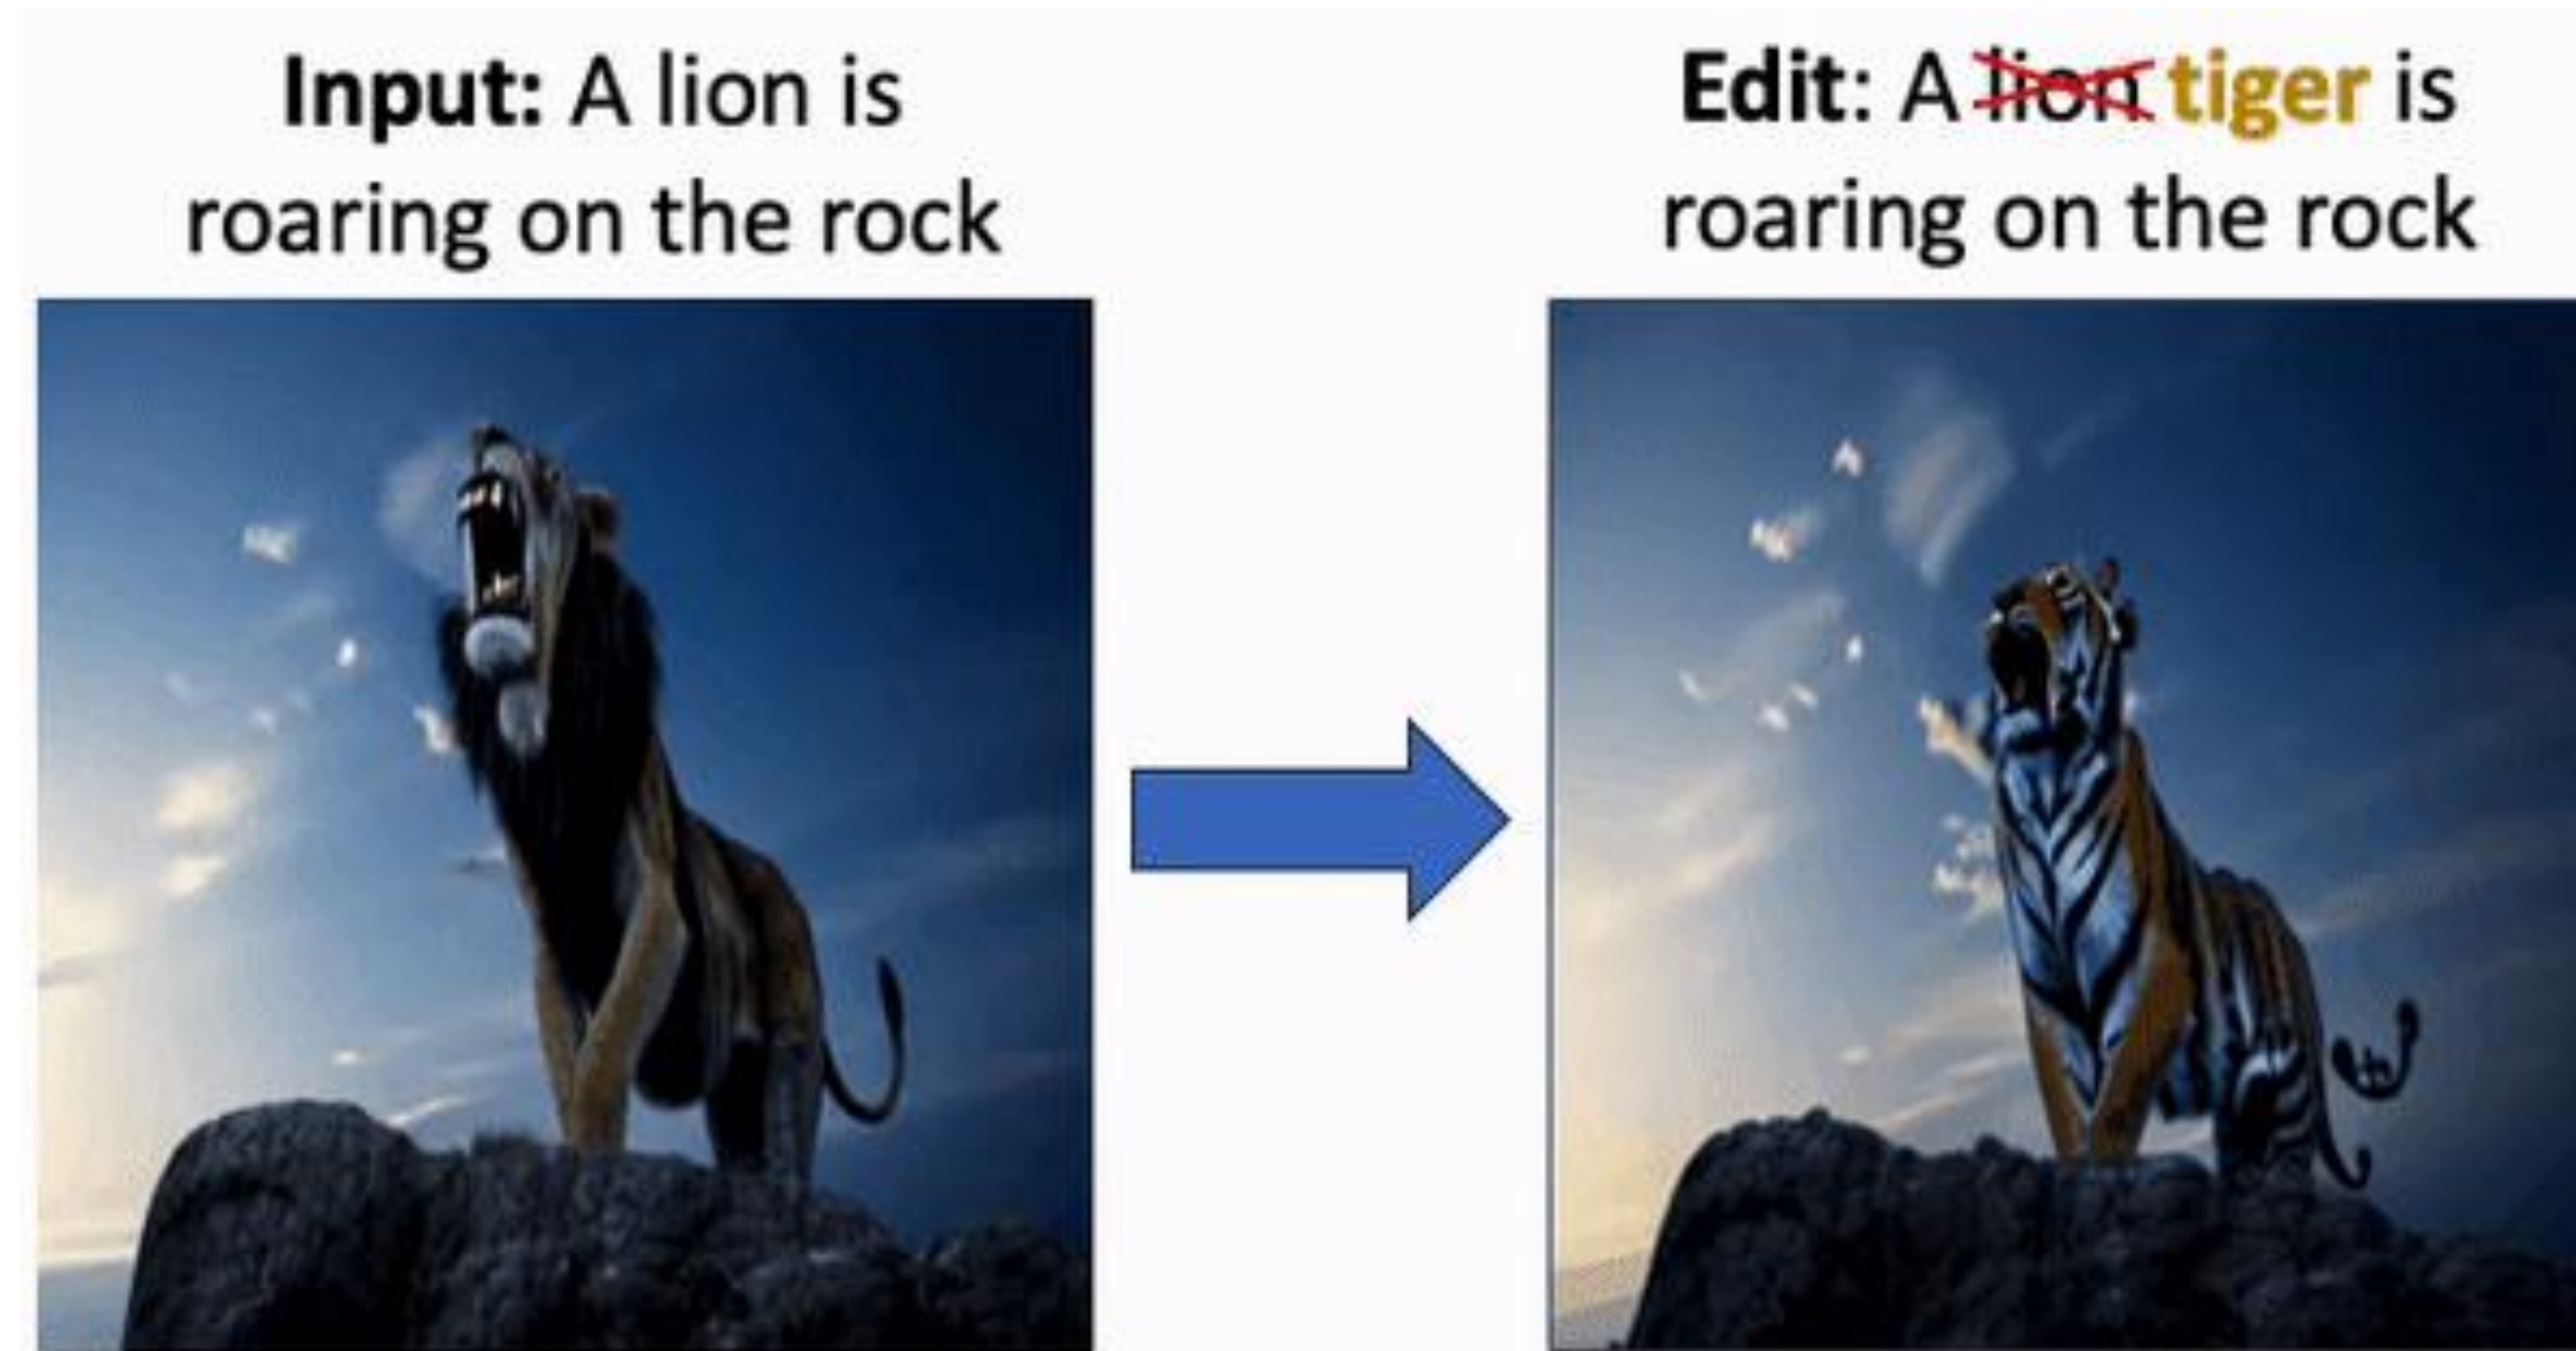 Input: A lion is
roaring on the rock
Edit: A lion tiger is
roaring on the rock